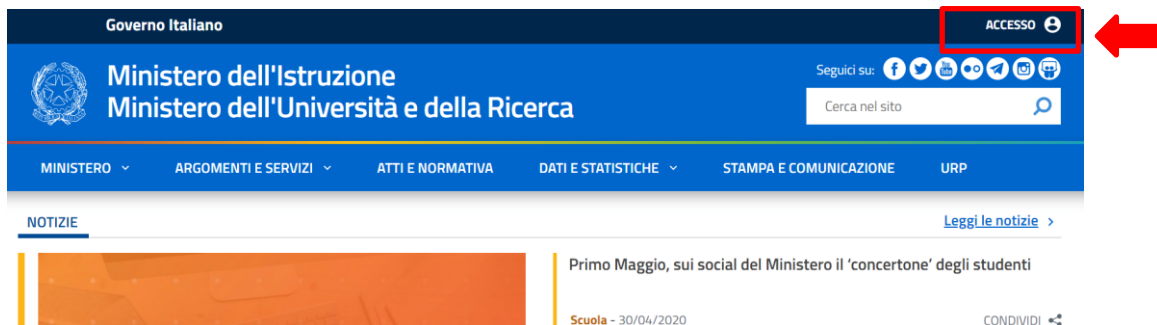 Governo Italiano
ACCESSO
Ministero dell'Istruzione
Ministero dell'Università e della Ricerca
Seguici su:
Cerca nel sito
MINISTERO ARGOMENTI E SERVIZI ATTI E NORMATIVA DATI E STATISTICHE STAMPA E COMUNICAZIONE URP
NOTIZIE
Leggi le notizie >
Primo Maggio, sui social del Ministero il ‘concertone’ degli studenti
Scuola - 30/04/2020
CONDIVIDI